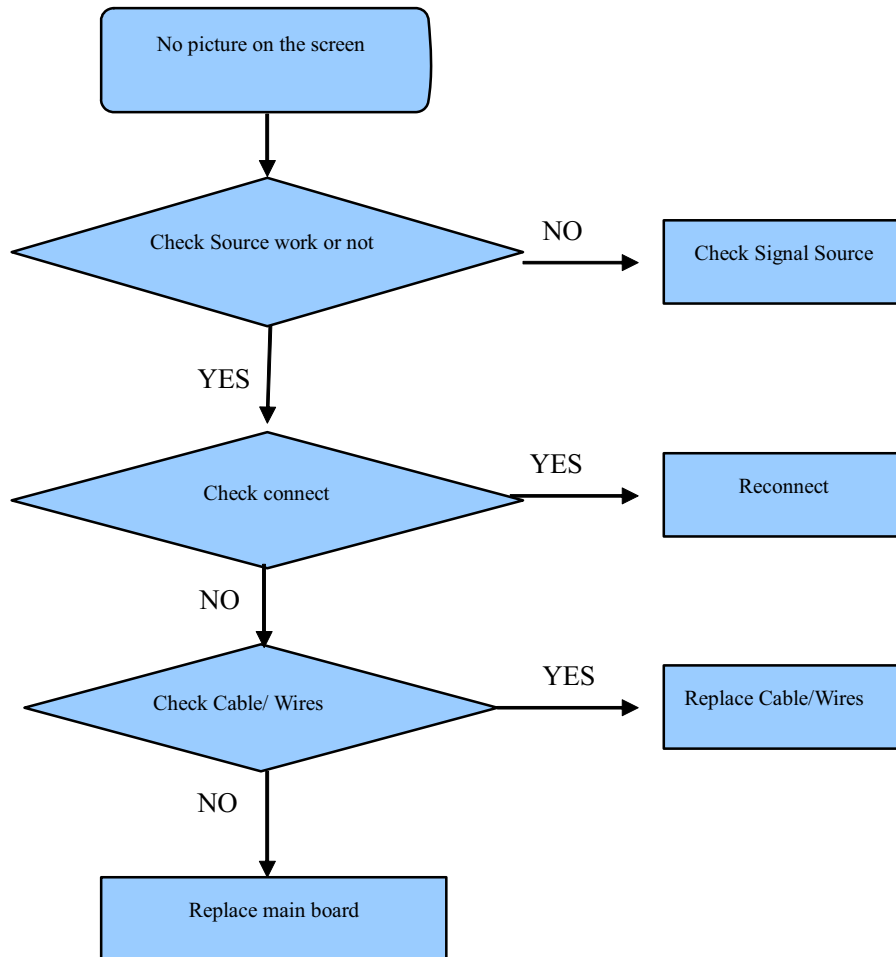 No picture on the screen
Check Source work or not
NO
Check Signal Source
YES
Check connect
YES
Reconnect
NO
Check Cable/ Wires
YES
Replace Cable/Wires
NO
Replace main board